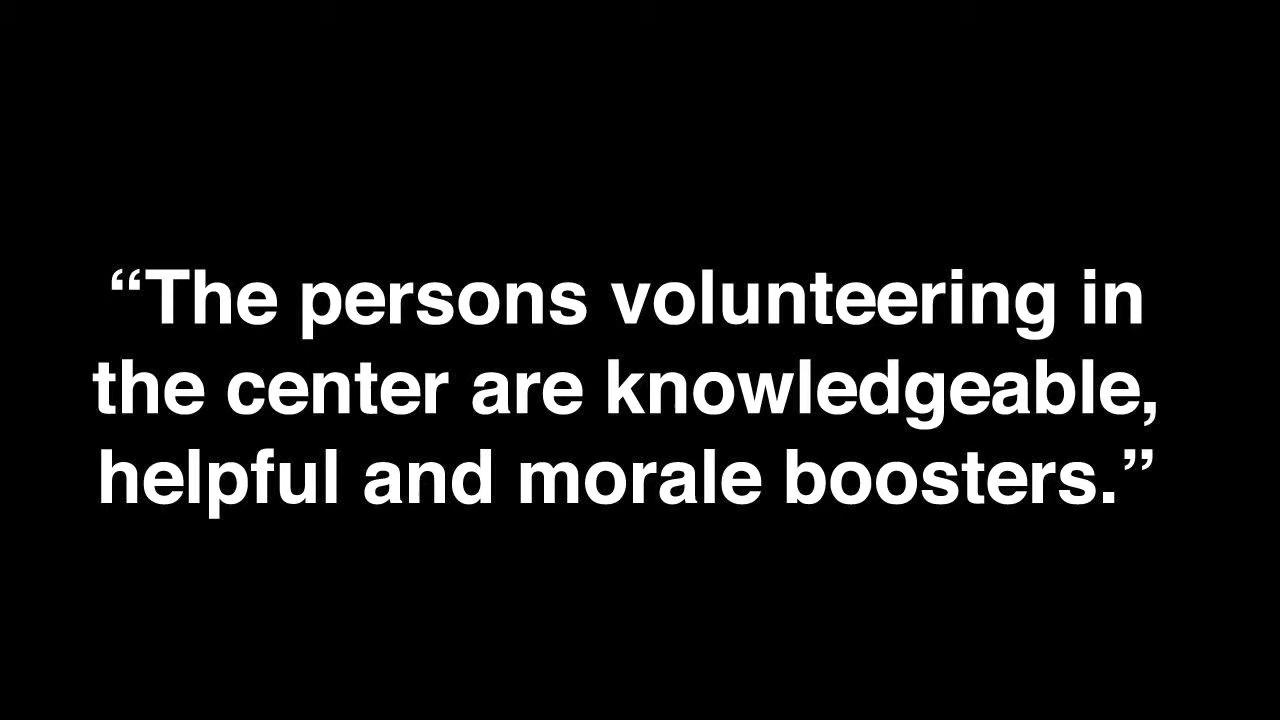 “The persons volunteering in
the center are knowledgeable,
helpful and morale boosters.”